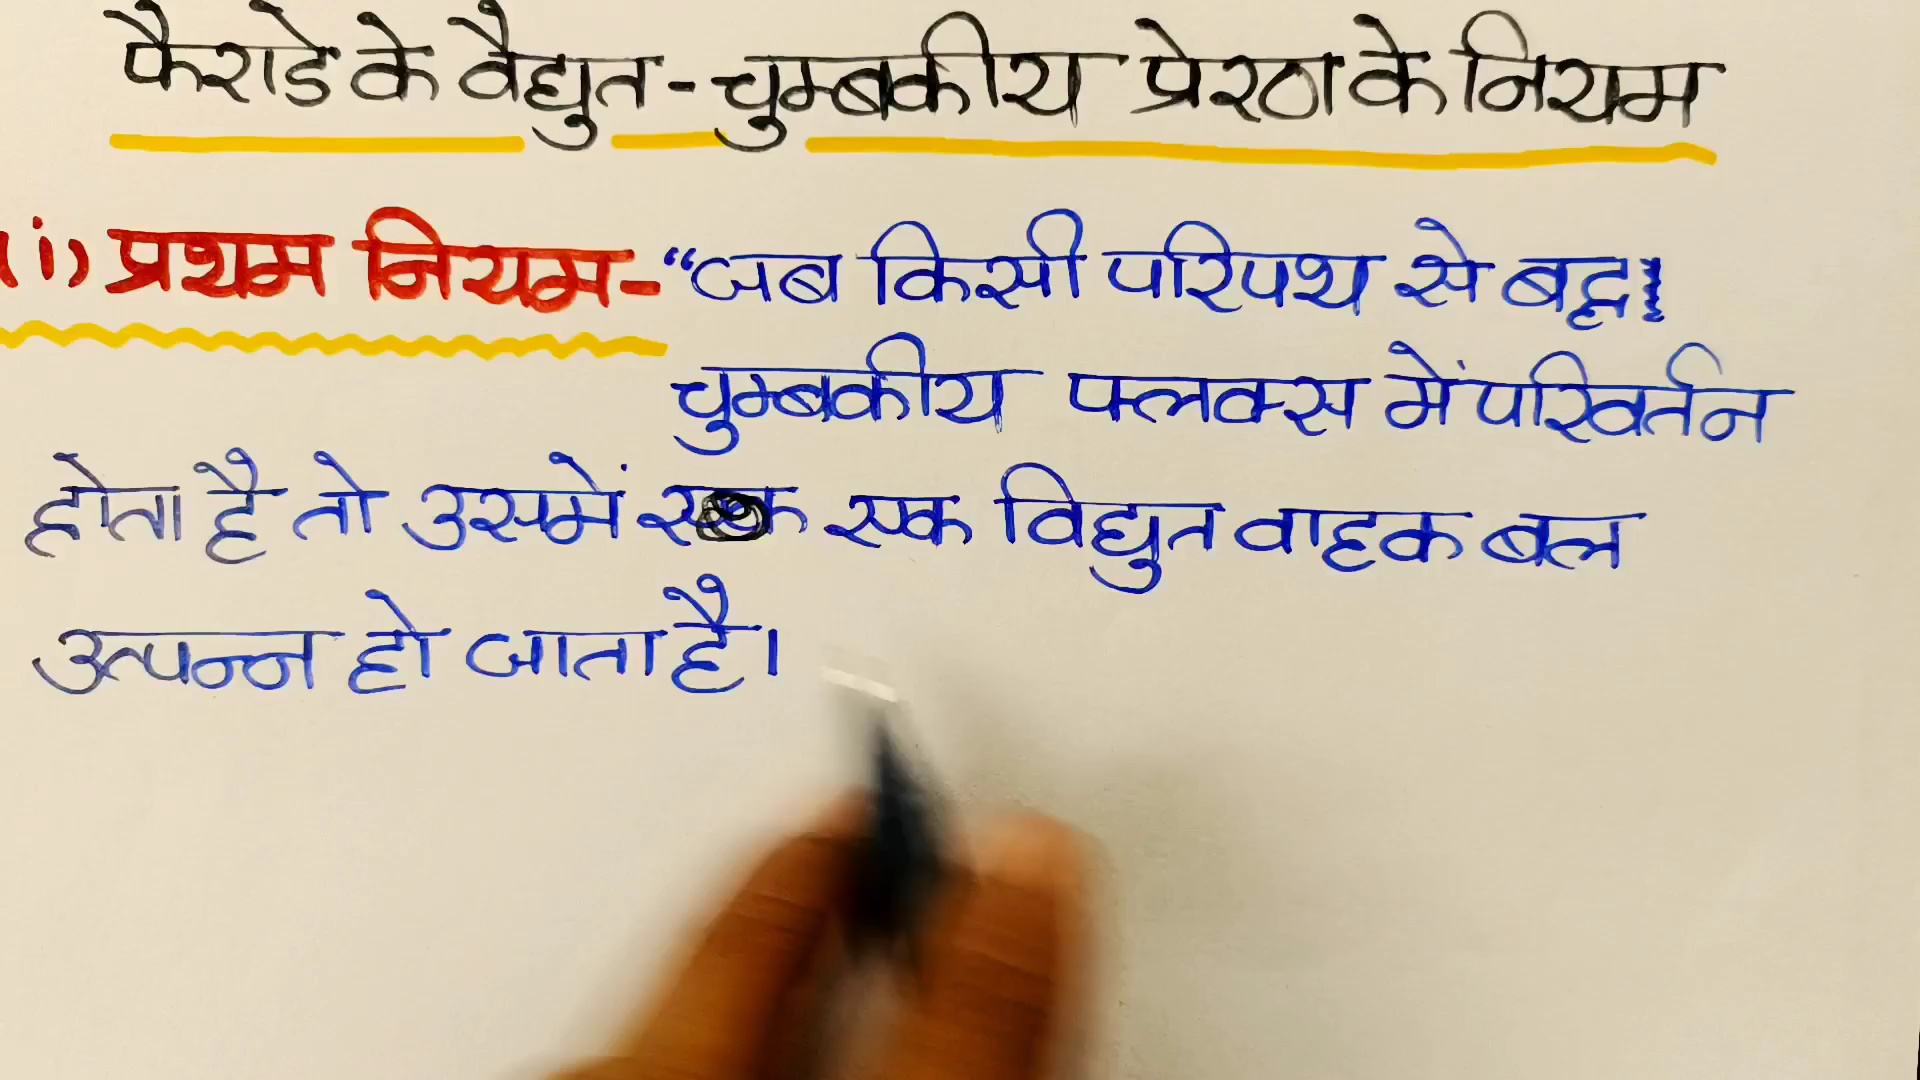 फैराडे के वैद्युत-चुम्बकीय प्रेरण के नियम
(i) प्रथम नियम- “जब किसी परिपथ से बद्ध
चुम्बकीय फ्लक्स में परिवर्तन
होता है तो उसमें एक विद्युत वाहक बल
उत्पन्न हो जाता है।